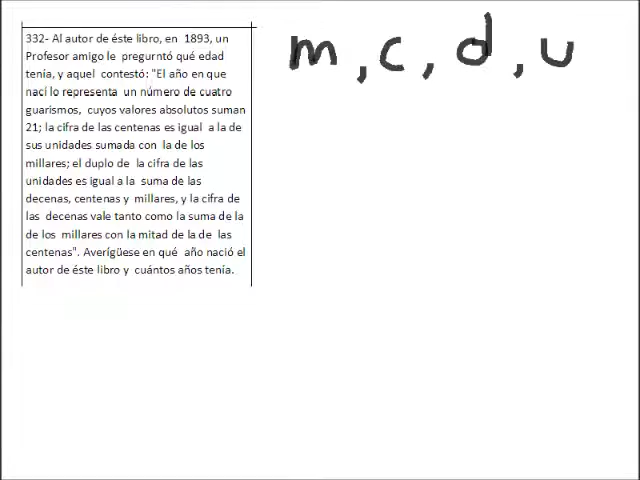 332- Al autor de éste libro, en 1893, un
Profesor amigo le pregurntó qué edad
tenía, y aquel contestó: "El año en que
nací lo representa un número de cuatro
guarismos, cuyos valores absolutos suman
21; la cifra de las centenas es igual a la de
sus unidades sumada con la de los
millares; el duplo de la cifra de las
unidades es igual a la suma de las
decenas, centenas y millares, y la cifra de
las decenas vale tanto como la suma de la
de los millares con la mitad de la de las
centenas". Averígüese en qué año nació el
autor de éste libro y cuántos años tenía.
m , c , d , u